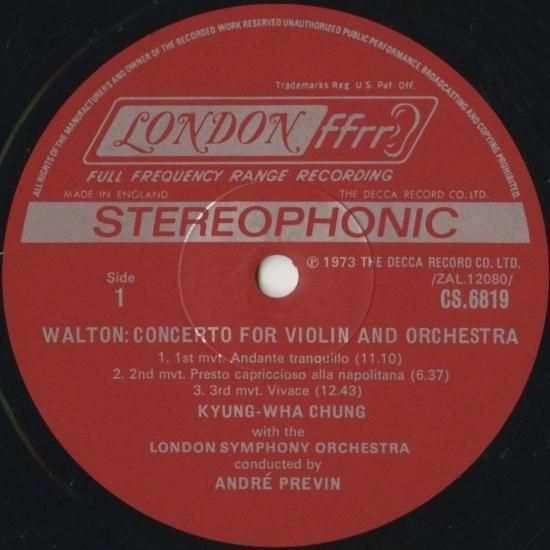 ALL RIGHTS OF THE MANUFACTURERS AND OWNER OF THE RECORDED WORK RESERVED UNAUTHORIZED PUBLIC PERFORMANCE BROADCASTING AND COPYING PROHIBITED.
Trademarks Reg. U.S. Pat. Off.
LONDON ffrr
FULL FREQUENCY RANGE RECORDING
MADE IN ENGLAND THE DECCA RECORD CO. LTD.
STEREOPHONIC
℗ 1973 THE DECCA RECORD CO. LTD.
Side /ZAL.12080/
1 CS.6819
WALTON: CONCERTO FOR VIOLIN AND ORCHESTRA
1. 1st mvt. Andante tranquillo (11.10)
2. 2nd mvt. Presto capriccioso alla napolitana (6.37)
3. 3rd mvt. Vivace (12.43)
KYUNG-WHA CHUNG
with the
LONDON SYMPHONY ORCHESTRA
conducted by
ANDRÉ PREVIN